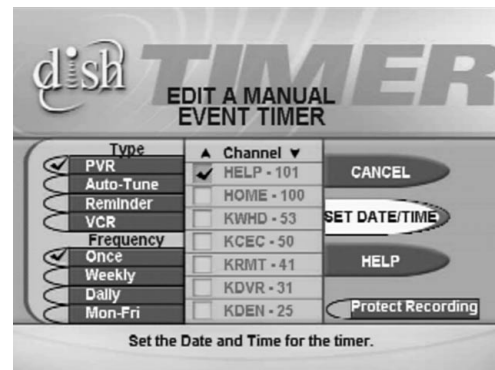 dish
TIMER
EDIT A MANUAL
EVENT TIMER
Type
PVR
Auto-Tune
Reminder
VCR
Frequency
Once
Weekly
Daily
Mon-Fri
▲ Channel ▼
HELP - 101
HOME - 100
KWHD - 53
KCEC - 50
KRMT - 41
KDVR - 31
KDEN - 25
CANCEL
SET DATE/TIME
HELP
Protect Recording
Set the Date and Time for the timer.